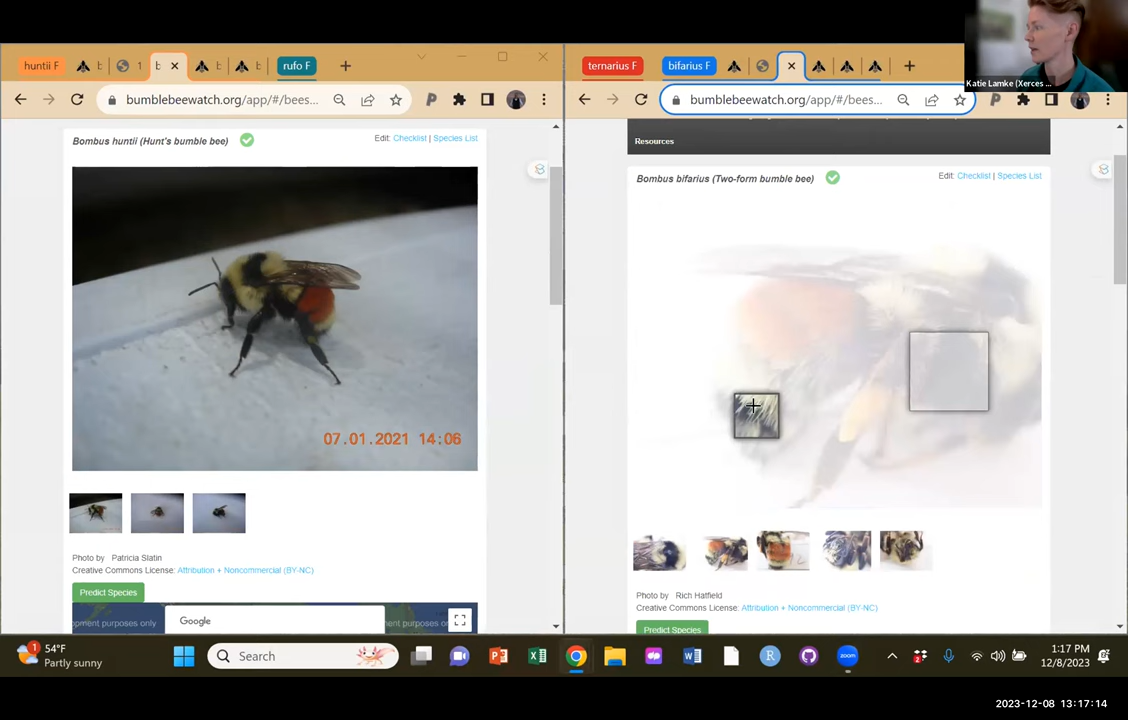 huntii F
rufo F
ternarius F
bifarius F
Katie Lamke (Xerces ...
bumblebeewatch.org/app/#/bees...
bumblebeewatch.org/app/#/bees...
Resources
Bombus huntii (Hunt's bumble bee)
Edit: Checklist | Species List
Bombus bifarius (Two-form bumble bee)
Edit: Checklist | Species List
07.01.2021 14:06
Photo by Patricia Slatin
Creative Commons License: Attribution + Noncommercial (BY-NC)
Predict Species
Google
opment purposes only
Photo by Rich Hatfield
Creative Commons License: Attribution + Noncommercial (BY-NC)
Predict Species
54°F
Partly sunny
Search
1:17 PM
12/8/2023
2023-12-08 13:17:14